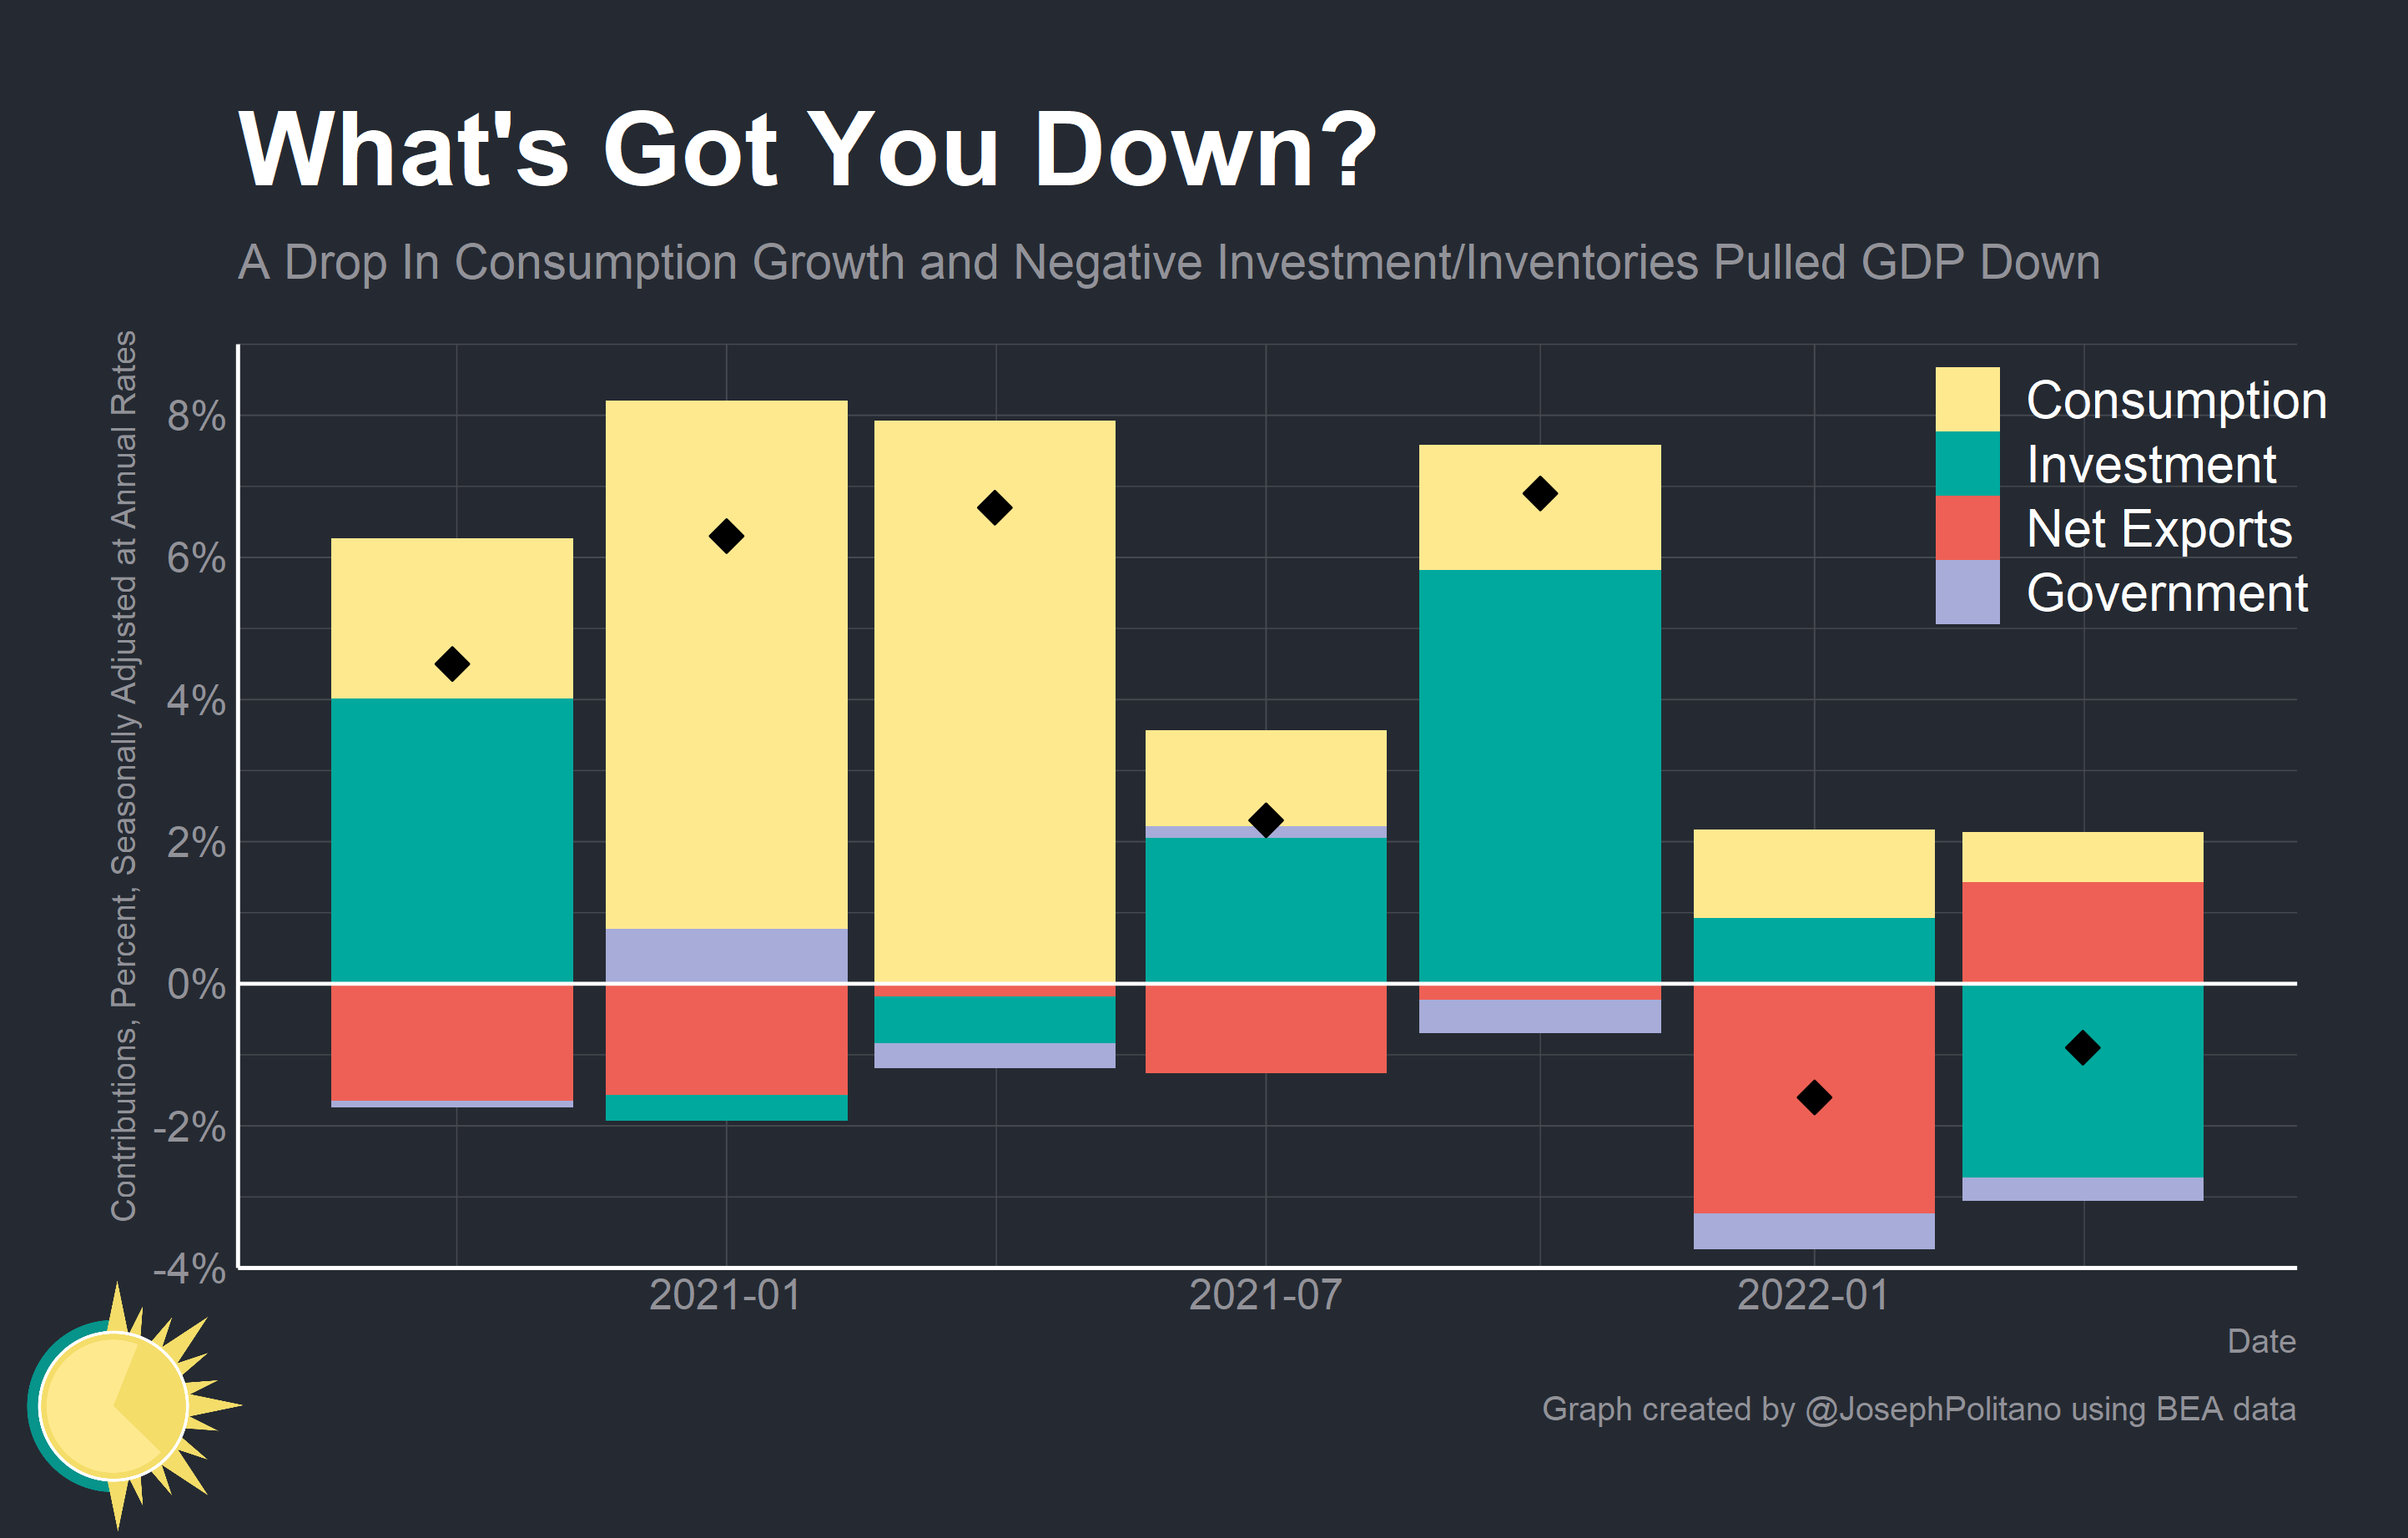 What's Got You Down?
A Drop In Consumption Growth and Negative Investment/Inventories Pulled GDP Down
Contributions, Percent, Seasonally Adjusted at Annual Rates
8%
6%
4%
2%
0%
-2%
-4%
Consumption
Investment
Net Exports
Government
2021-01
2021-07
2022-01
Date
Graph created by @JosephPolitano using BEA data